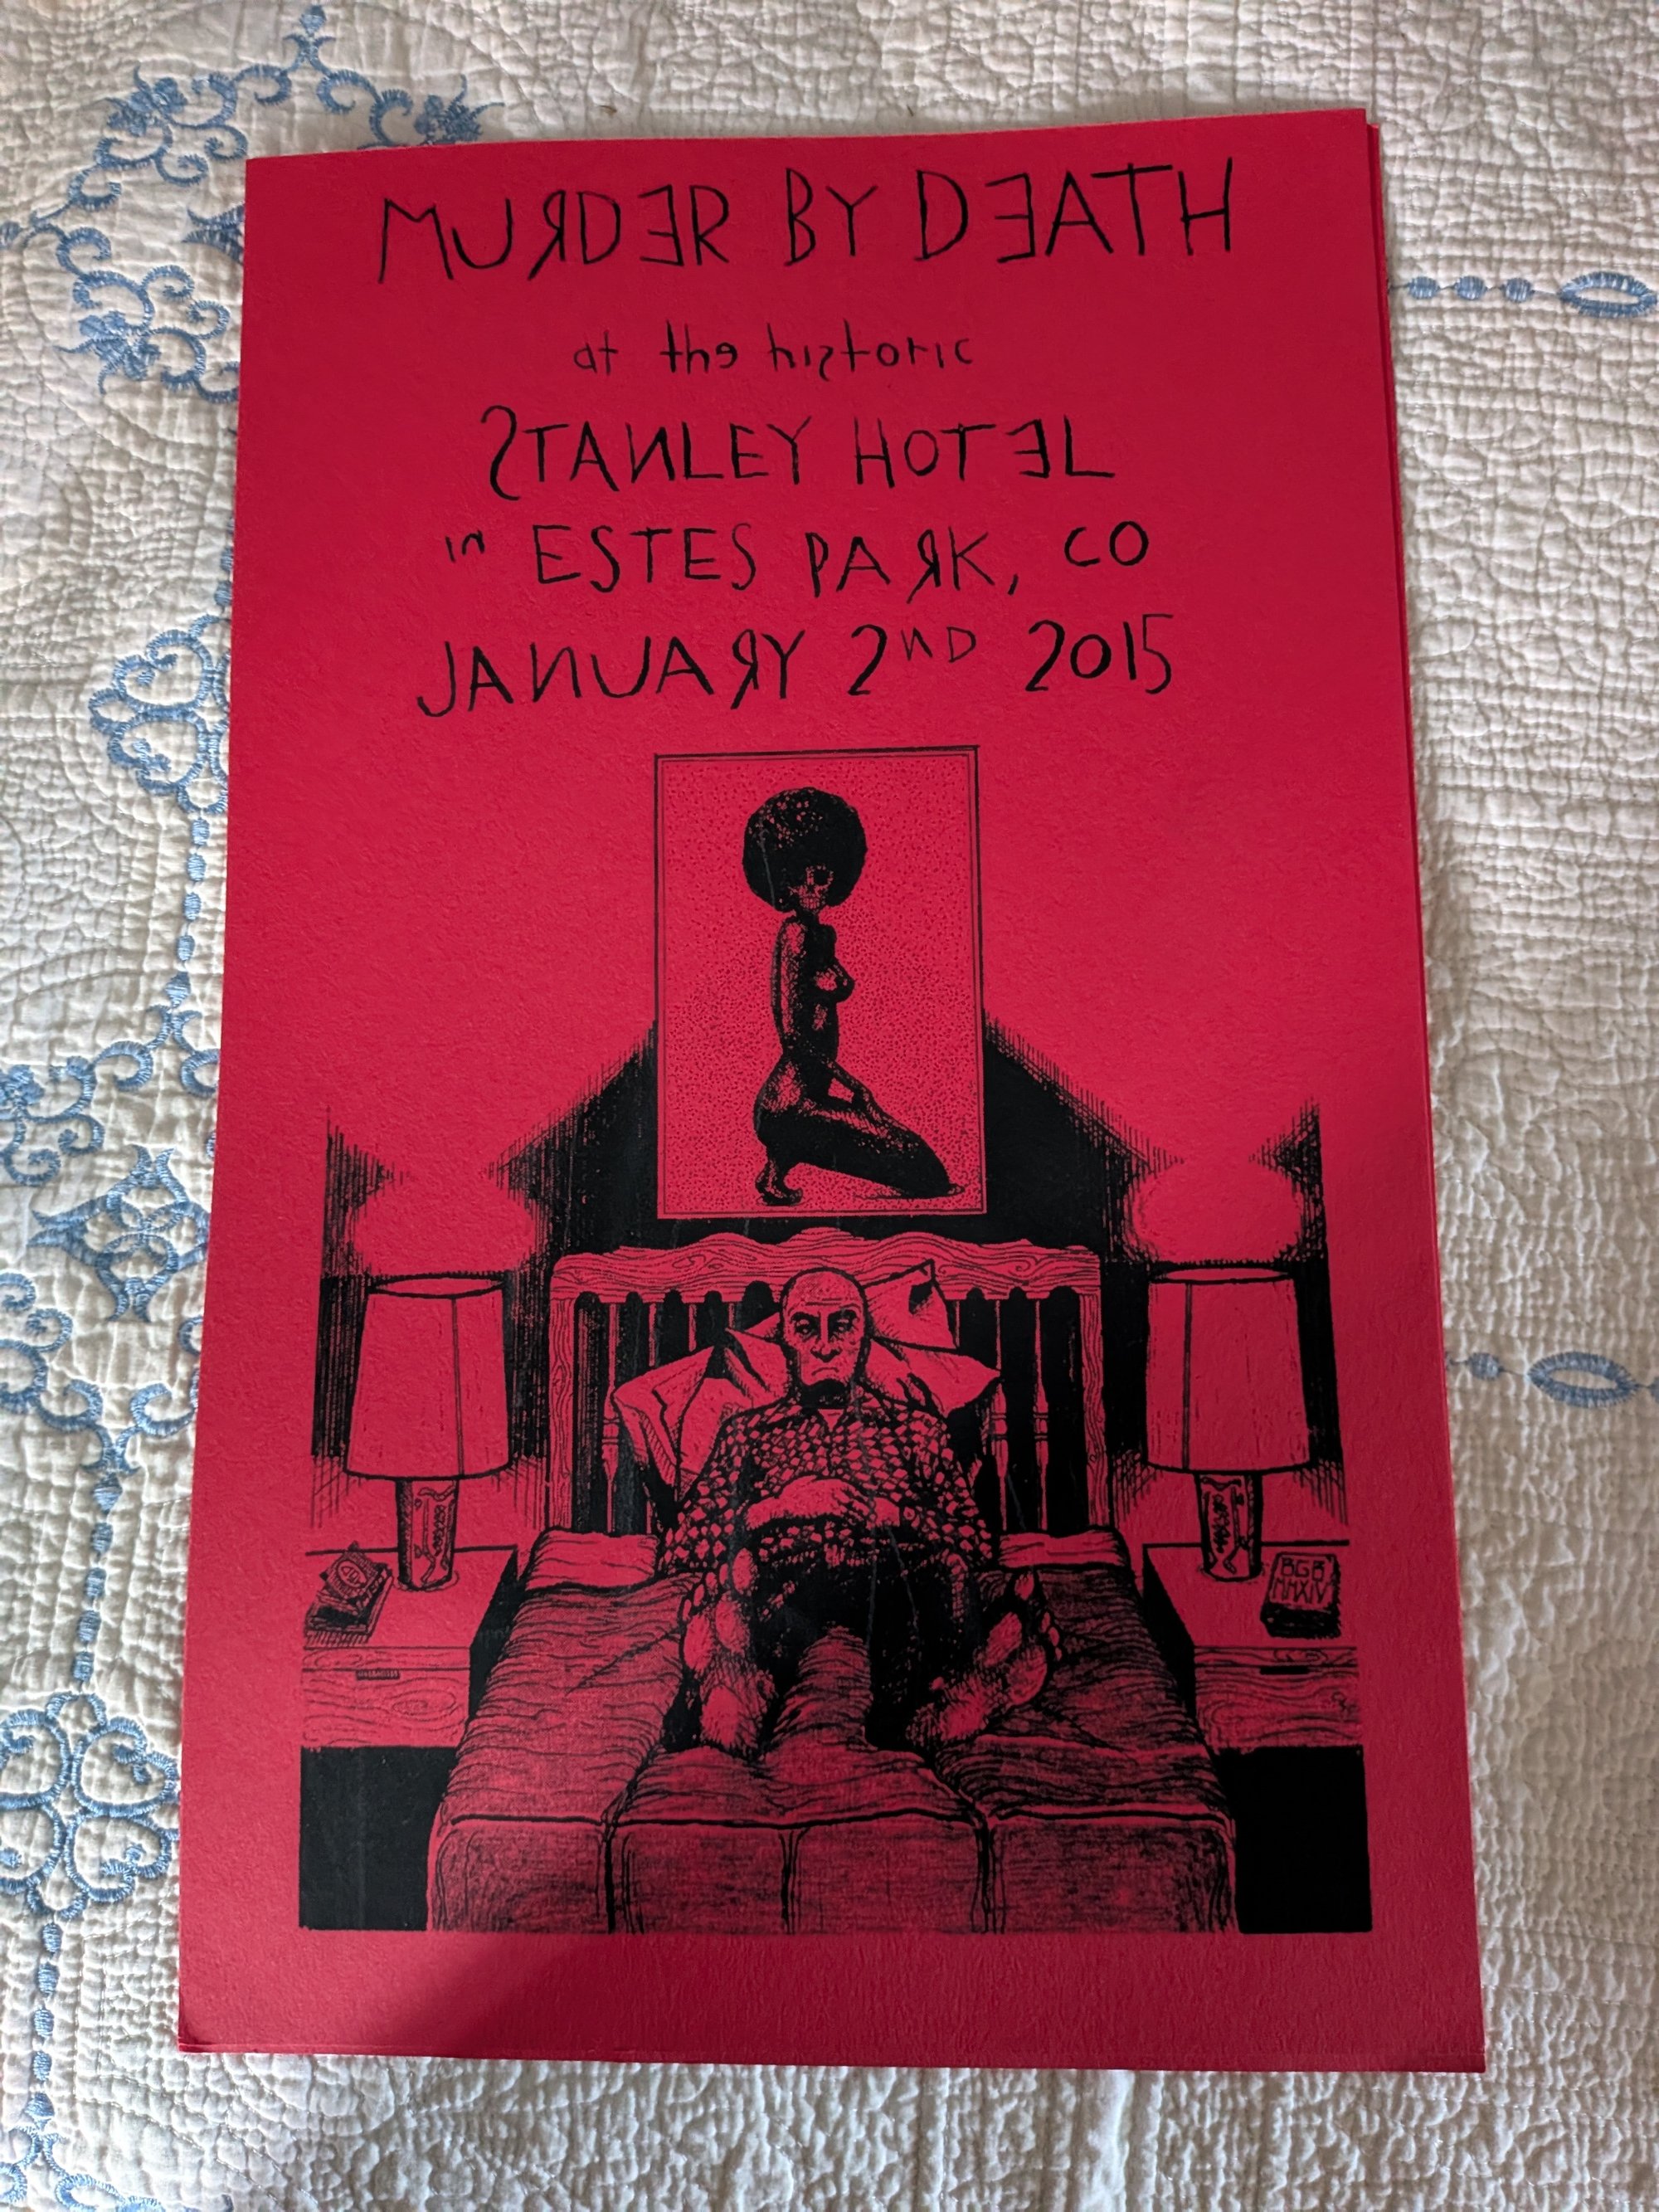 MURDER BY DEATH
at the historic
STANLEY HOTEL
in ESTES PARK, CO
JANUARY 2ND 2015
BGB
MMXIV